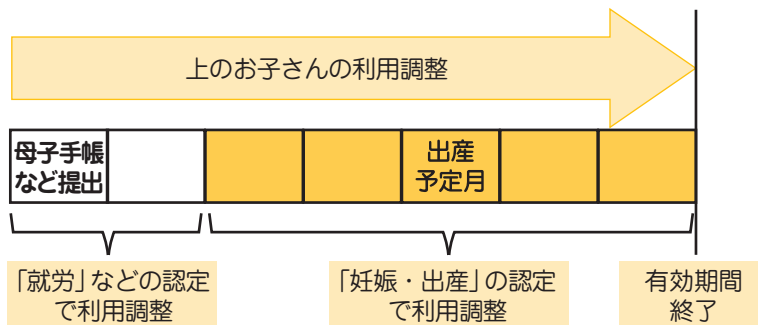 上のお子さんの利用調整
母子手帳
など提出
出産
予定月
「就労」などの認定
で利用調整
「妊娠・出産」の認定
で利用調整
有効期間
終了